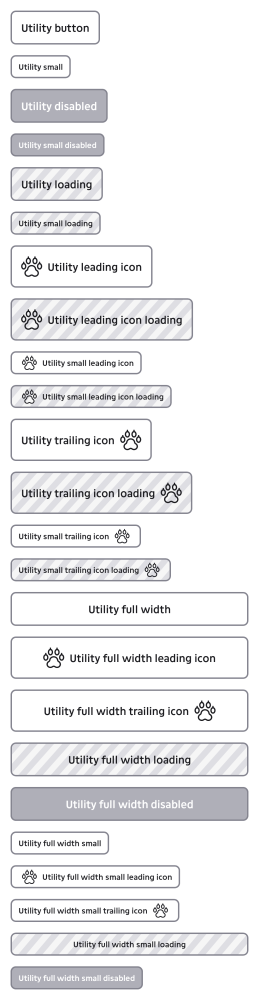 Utility button
Utility small
Utility disabled
Utility small disabled
Utility loading
Utility small loading
Utility leading icon
Utility leading icon loading
Utility small leading icon
Utility small leading icon loading
Utility trailing icon
Utility trailing icon loading
Utility small trailing icon
Utility small trailing icon loading
Utility full width
Utility full width leading icon
Utility full width trailing icon
Utility full width loading
Utility full width disabled
Utility full width small
Utility full width small leading icon
Utility full width small trailing icon
Utility full width small loading
Utility full width small disabled